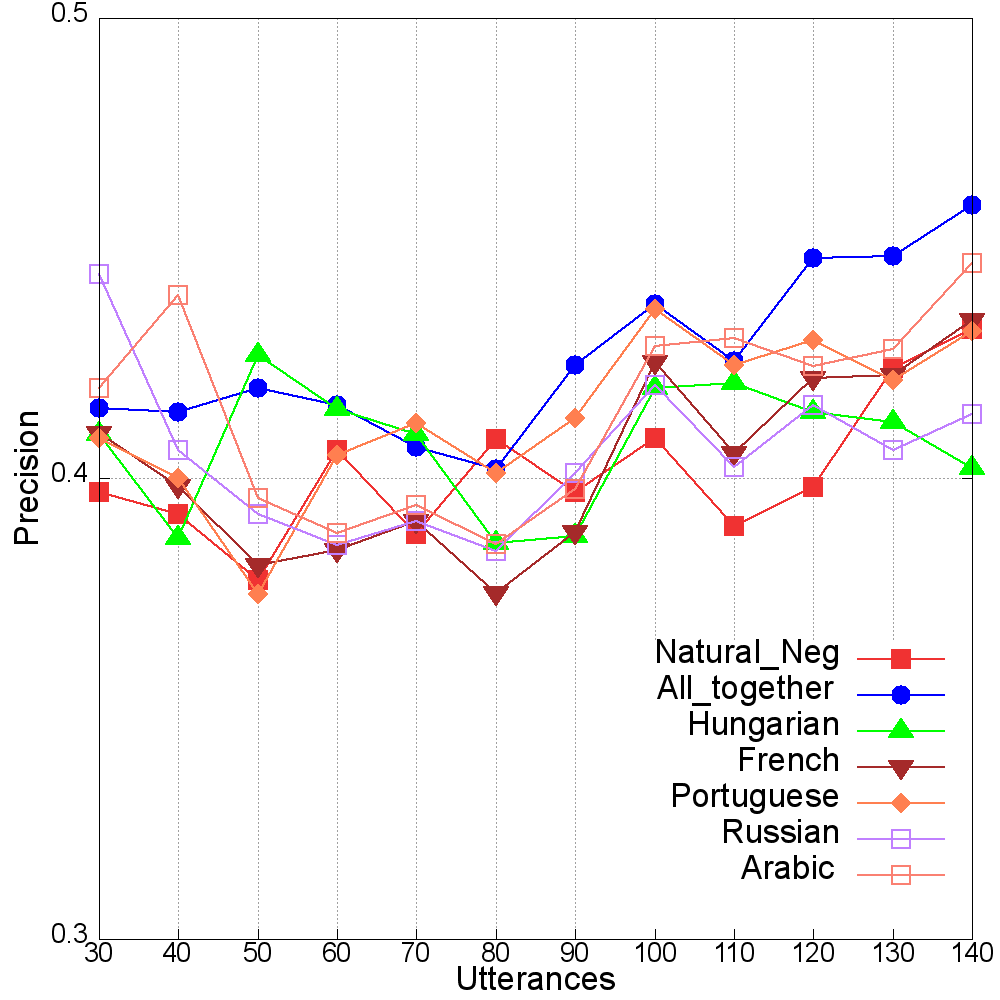 0.5
0.4
0.3
Precision
Natural_Neg
All_together
Hungarian
French
Portuguese
Russian
Arabic
30 40 50 60 70 80 90 100 110 120 130 140
Utterances